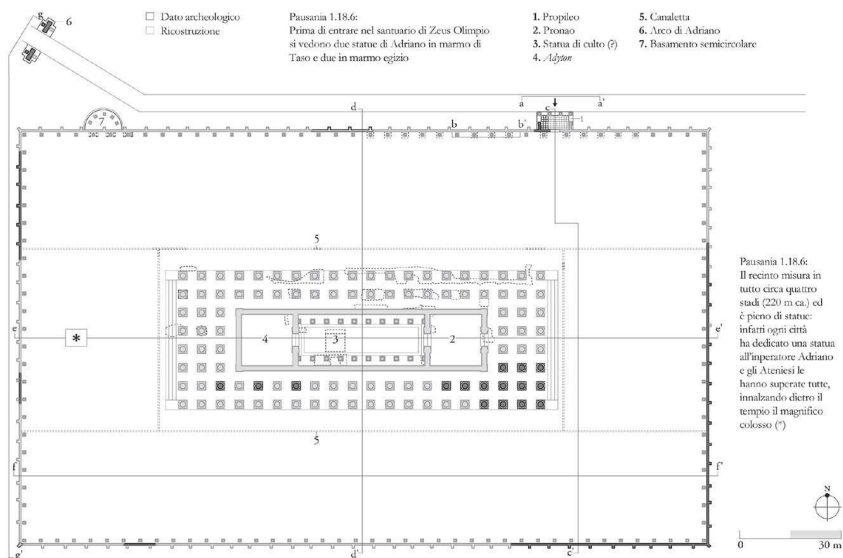 g
6
Dato archeologico
Ricostruzione
Pausania 1.18.6:
Prima di entrare nel santuario di Zeus Olimpio
si vedono due statue di Adriano in marmo di
Taso e due in marmo egizio
1. Propileo
2. Pronao
3. Statua di culto (?)
4. Adyton
5. Canaletta
6. Arco di Adriano
7. Basamento semicircolare
a
a'
d
c
b
b'
1
7
5
e
*
4
3
2
e'
5
f
f'
g'
d'
c'
Pausania 1.18.6:
Il recinto misura in
tutto circa quattro
stadi (220 m ca.) ed
è pieno di statue:
infatti ogni città
ha dedicato una statua
all'inperatore Adriano
e gli Ateniesi le
hanno superate tutte,
innalzando dietro il
tempio il magnifico
colosso (*)
N
0
30 m